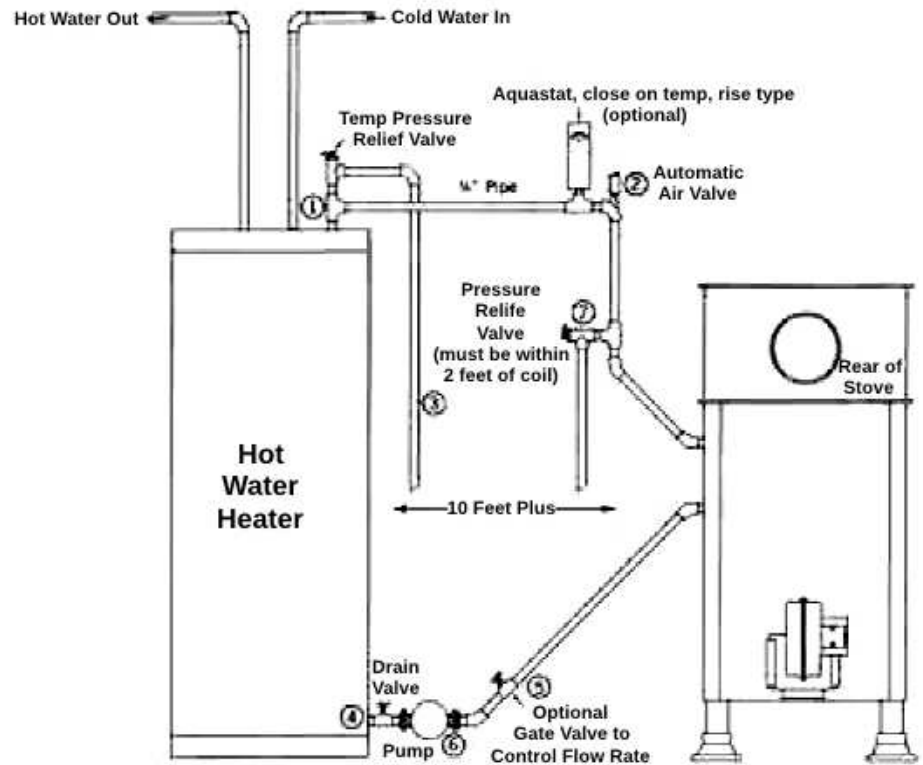 Hot Water Out
Cold Water In
Aquastat, close on temp, rise type
(optional)
Temp Pressure
Relief Valve
Automatic
Air Valve
2
¾" Pipe
1
Pressure
Relife
Valve
(must be within
2 feet of coil)
7
Rear of
Stove
3
Hot
Water
Heater
10 Feet Plus
Drain
Valve
4
Pump
6
5
Optional
Gate Valve to
Control Flow Rate